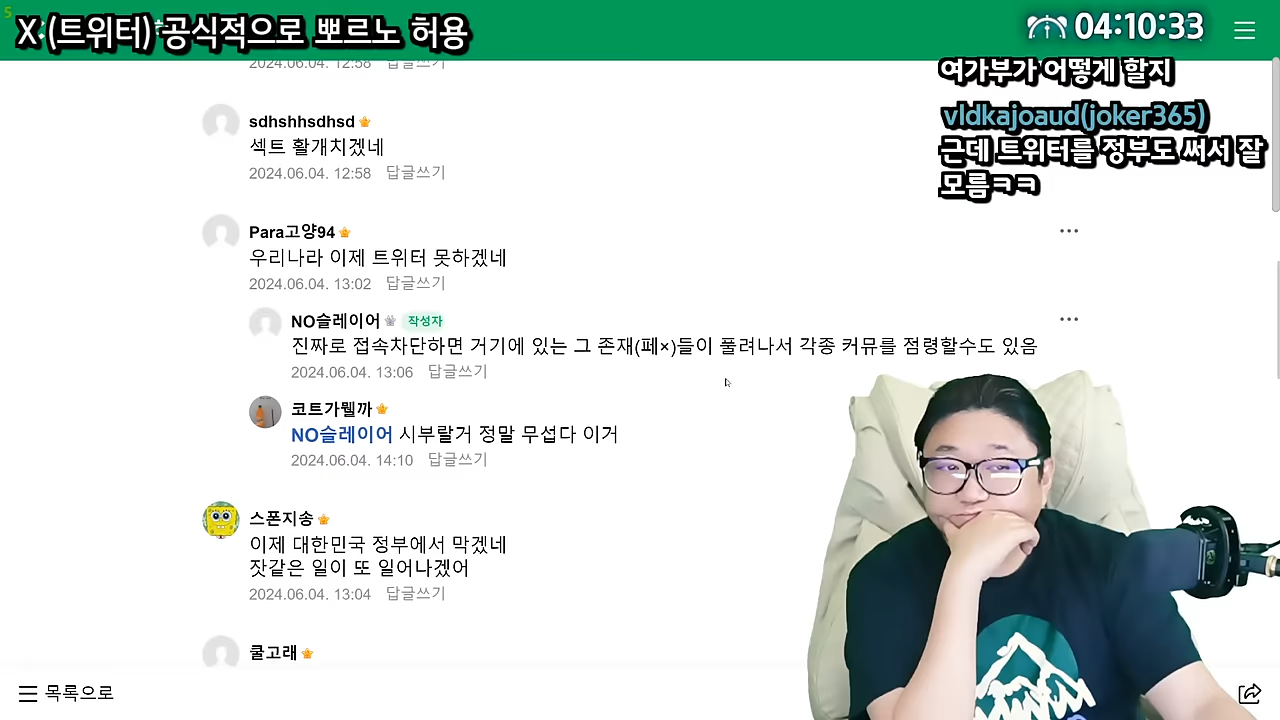 5
X (트위터) 공식적으로 뽀르노 허용
04:10:33
2024.06.04. 12:58 답글쓰기
여가부가 어떻게 할지
vldkajoaud(joker365)
근데 트위터를 정부도 써서 잘
모름ㅋㅋ
sdhshhsdhsd
섹트 활개치겠네
2024.06.04. 12:58 답글쓰기
Para고양94
우리나라 이제 트위터 못하겠네
2024.06.04. 13:02 답글쓰기
NO슬레이어 작성자
진짜로 접속차단하면 거기에 있는 그 존재(페×)들이 풀려나서 각종 커뮤를 점령할수도 있음
2024.06.04. 13:06 답글쓰기
코트가뤨까
NO슬레이어 시부랄거 정말 무섭다 이거
2024.06.04. 14:10 답글쓰기
스폰지송
이제 대한민국 정부에서 막겠네
잣같은 일이 또 일어나겠어
2024.06.04. 13:04 답글쓰기
쿨고래
목록으로